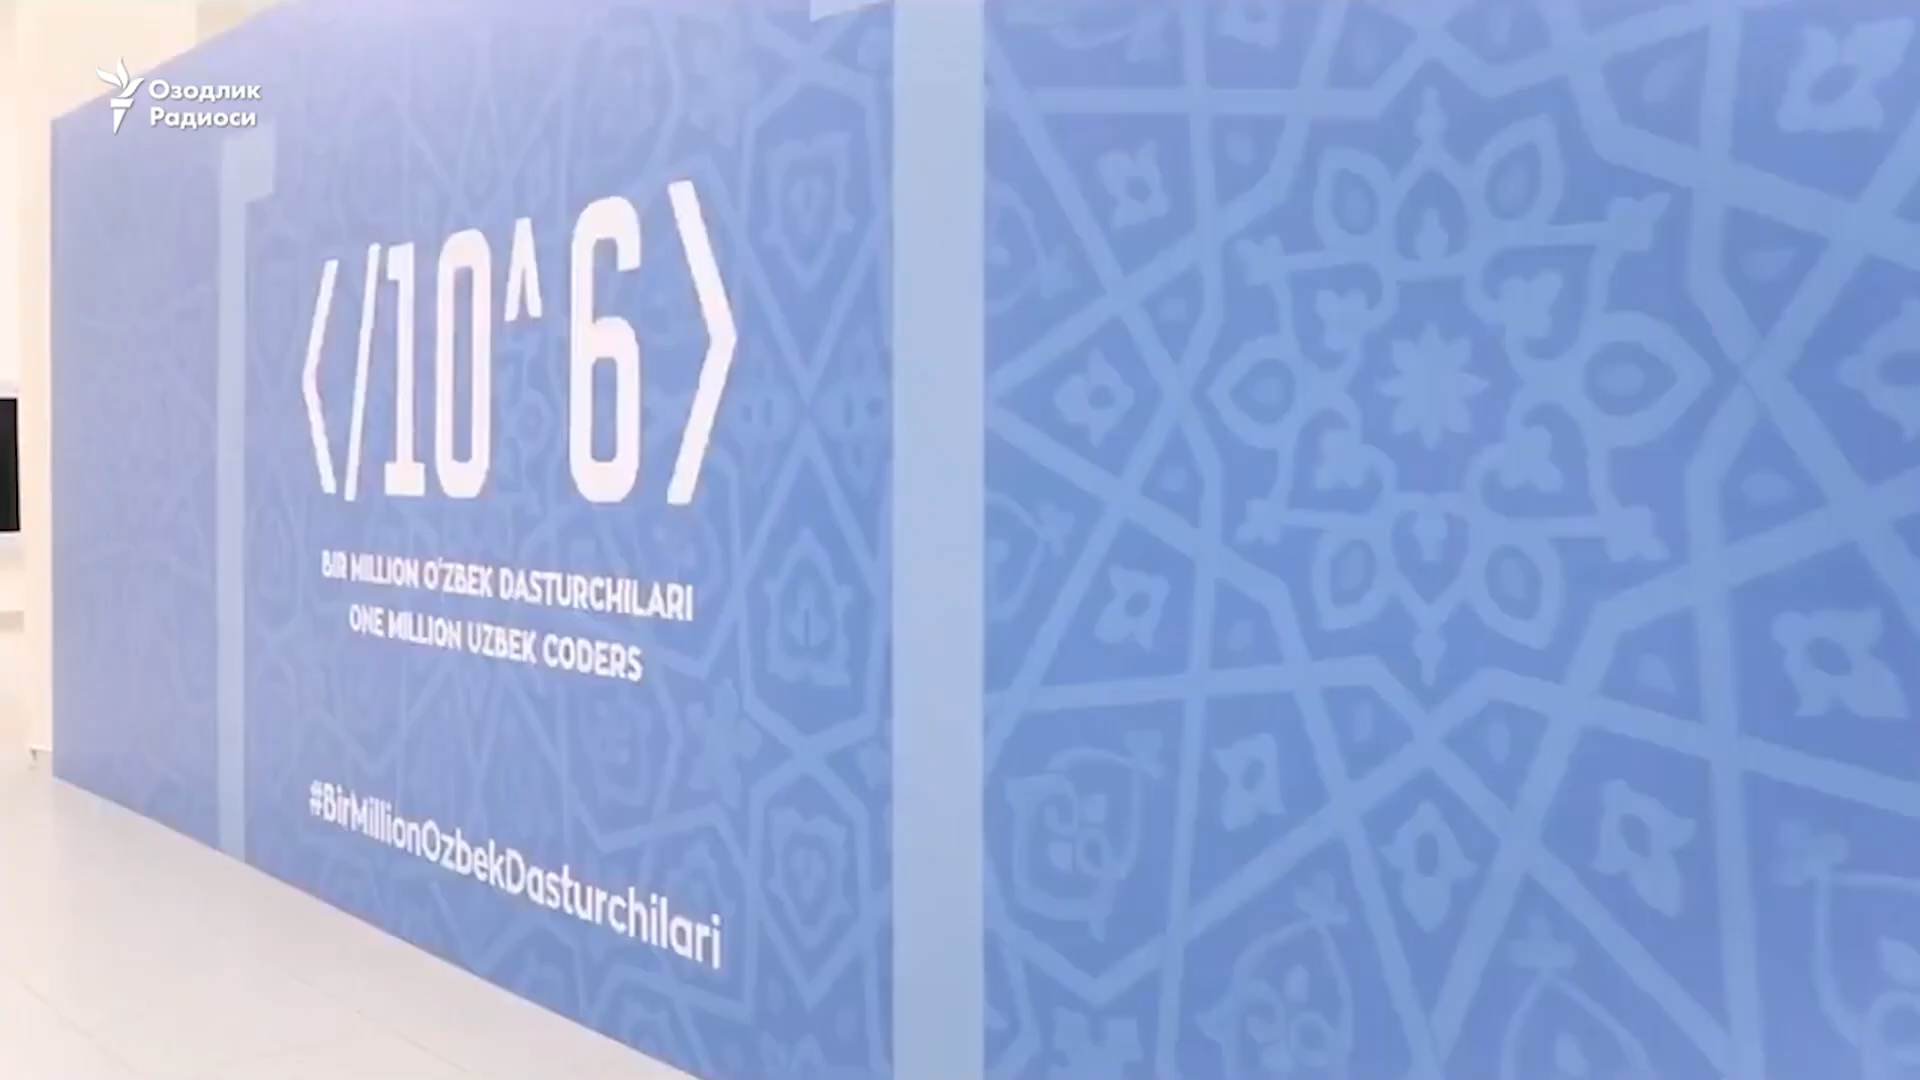 Озодлик
Радиоси
</10^6>
BIR MILLION O'ZBEK DASTURCHILARI
ONE MILLION UZBEK CODERS
#BirMillionOzbekDasturchilari